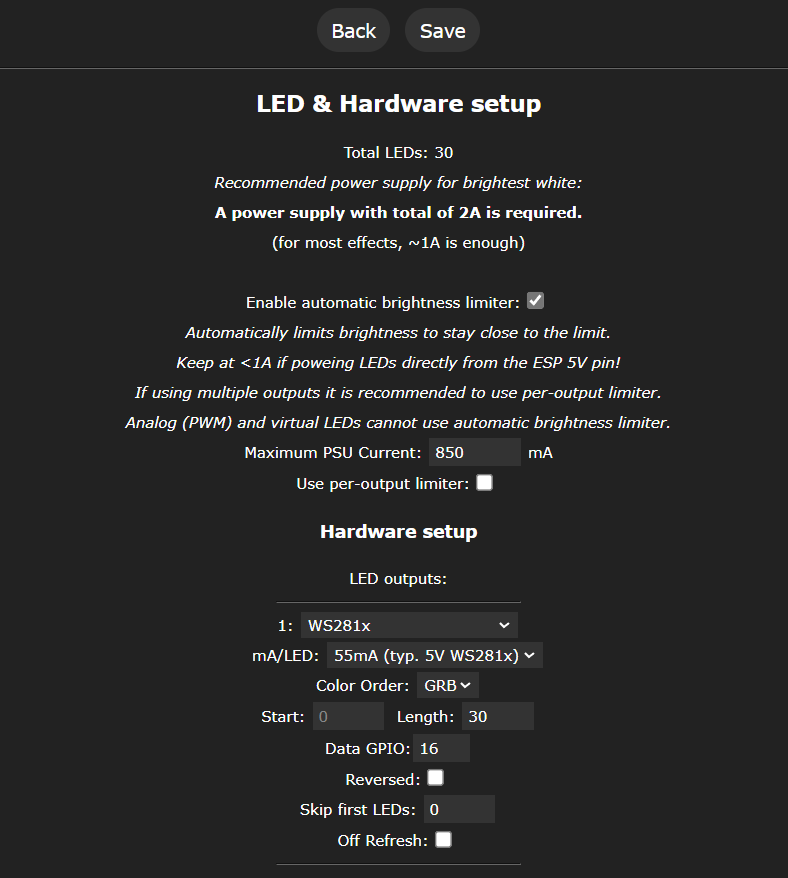 Back Save
LED & Hardware setup
Total LEDs: 30
Recommended power supply for brightest white:
A power supply with total of 2A is required.
(for most effects, ~1A is enough)
Enable automatic brightness limiter:
Automatically limits brightness to stay close to the limit.
Keep at <1A if poweing LEDs directly from the ESP 5V pin!
If using multiple outputs it is recommended to use per-output limiter.
Analog (PWM) and virtual LEDs cannot use automatic brightness limiter.
Maximum PSU Current: 850 mA
Use per-output limiter:
Hardware setup
LED outputs:
1: WS281x
mA/LED: 55mA (typ. 5V WS281x)
Color Order: GRB
Start: 0 Length: 30
Data GPIO: 16
Reversed:
Skip first LEDs: 0
Off Refresh: